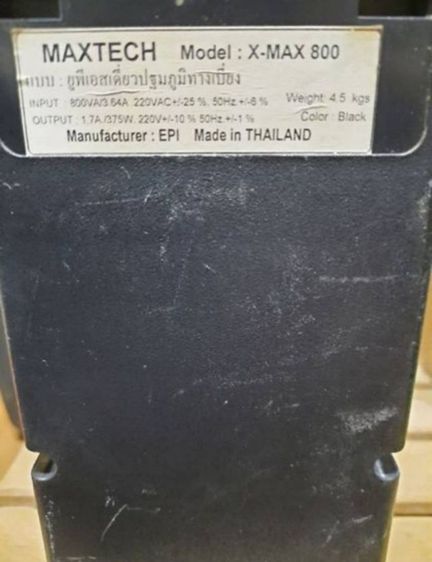 MAXTECH Model : X-MAX 800
แบบ : ยูพีเอสเดี่ยวปฐมภูมิทางเบี่ยง
INPUT : 800VA/3.64A, 220VAC+/-25 %, 50Hz +/-6 % Weight: 4.5 kgs
OUTPUT : 1.7A/375W, 220V+/-10 % 50Hz +/-1 % Color : Black
Manufacturer : EPI Made in THAILAND